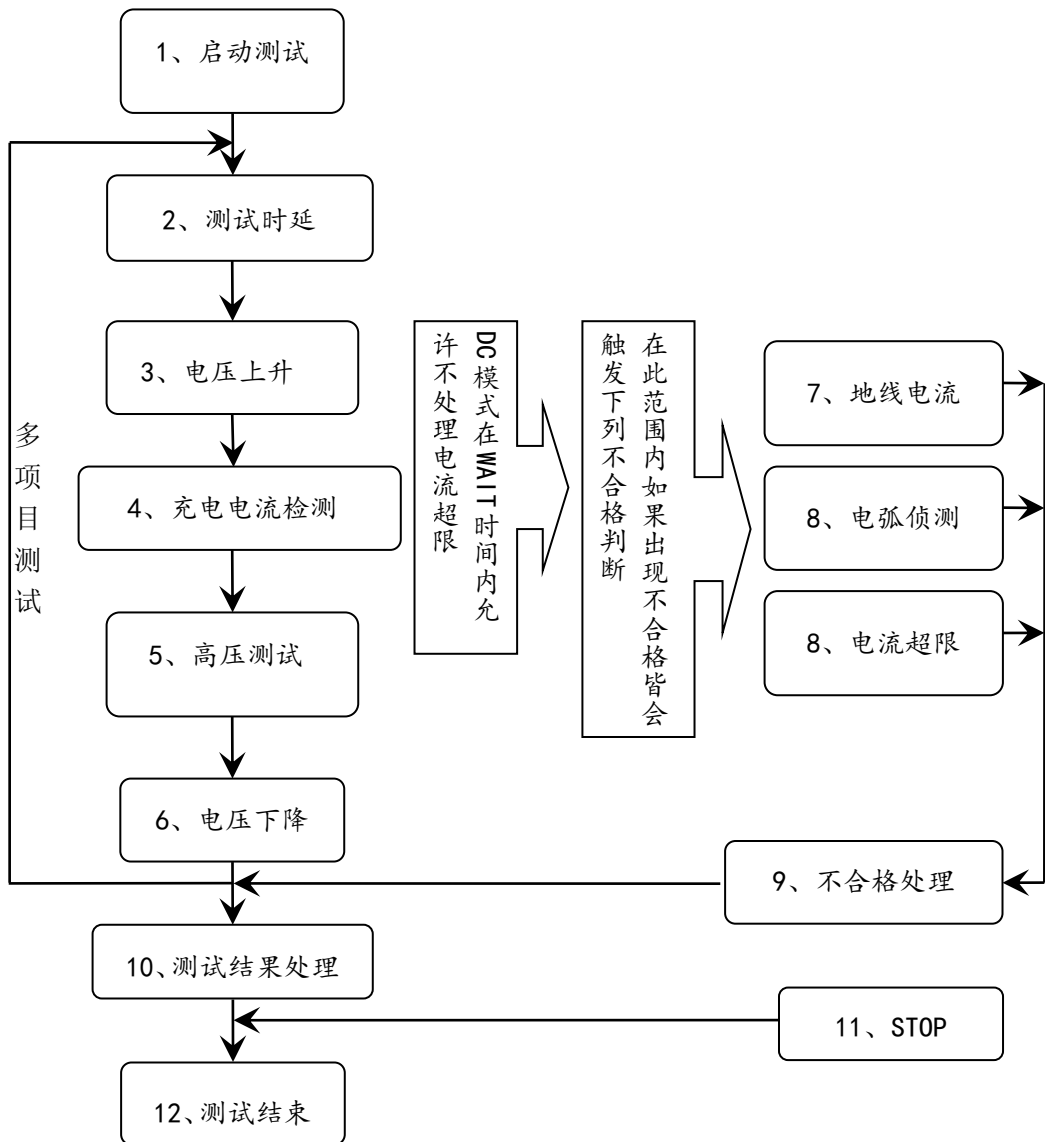 1、启动测试
2、测试时延
3、电压上升
4、充电电流检测
5、高压测试
6、电压下降
多项目测试
DC模式在WAIT时间内允
许不处理电流超限
在此范围内如果出现不合格皆会
触发下列不合格判断
7、地线电流
8、电弧侦测
8、电流超限
9、不合格处理
10、测试结果处理
11、STOP
12、测试结束